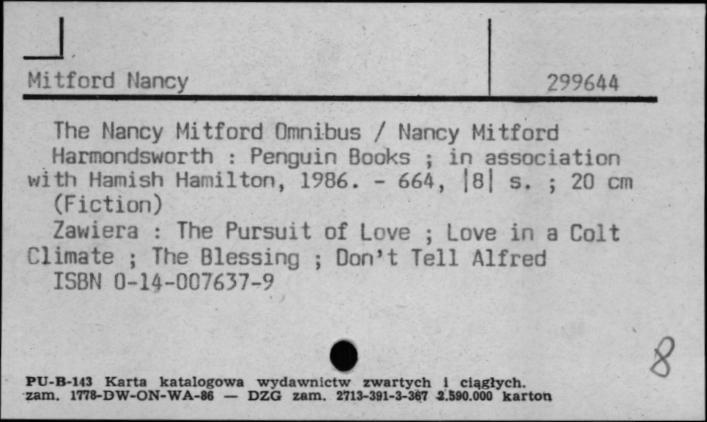 Mitford Nancy 299644
The Nancy Mitford Omnibus / Nancy Mitford
Harmondsworth : Penguin Books ; in association
with Hamish Hamilton, 1986. - 664, |8| s. ; 20 cm
(Fiction)
Zawiera : The Pursuit of Love ; Love in a Colt
Climate ; The Blessing ; Don't Tell Alfred
ISBN 0-14-007637-9
8
PU-B-143 Karta katalogowa wydawnictw zwartych i ciągłych.
zam. 1778-DW-ON-WA-86 — DZG zam. 2713-391-3-367 2.590.000 karton